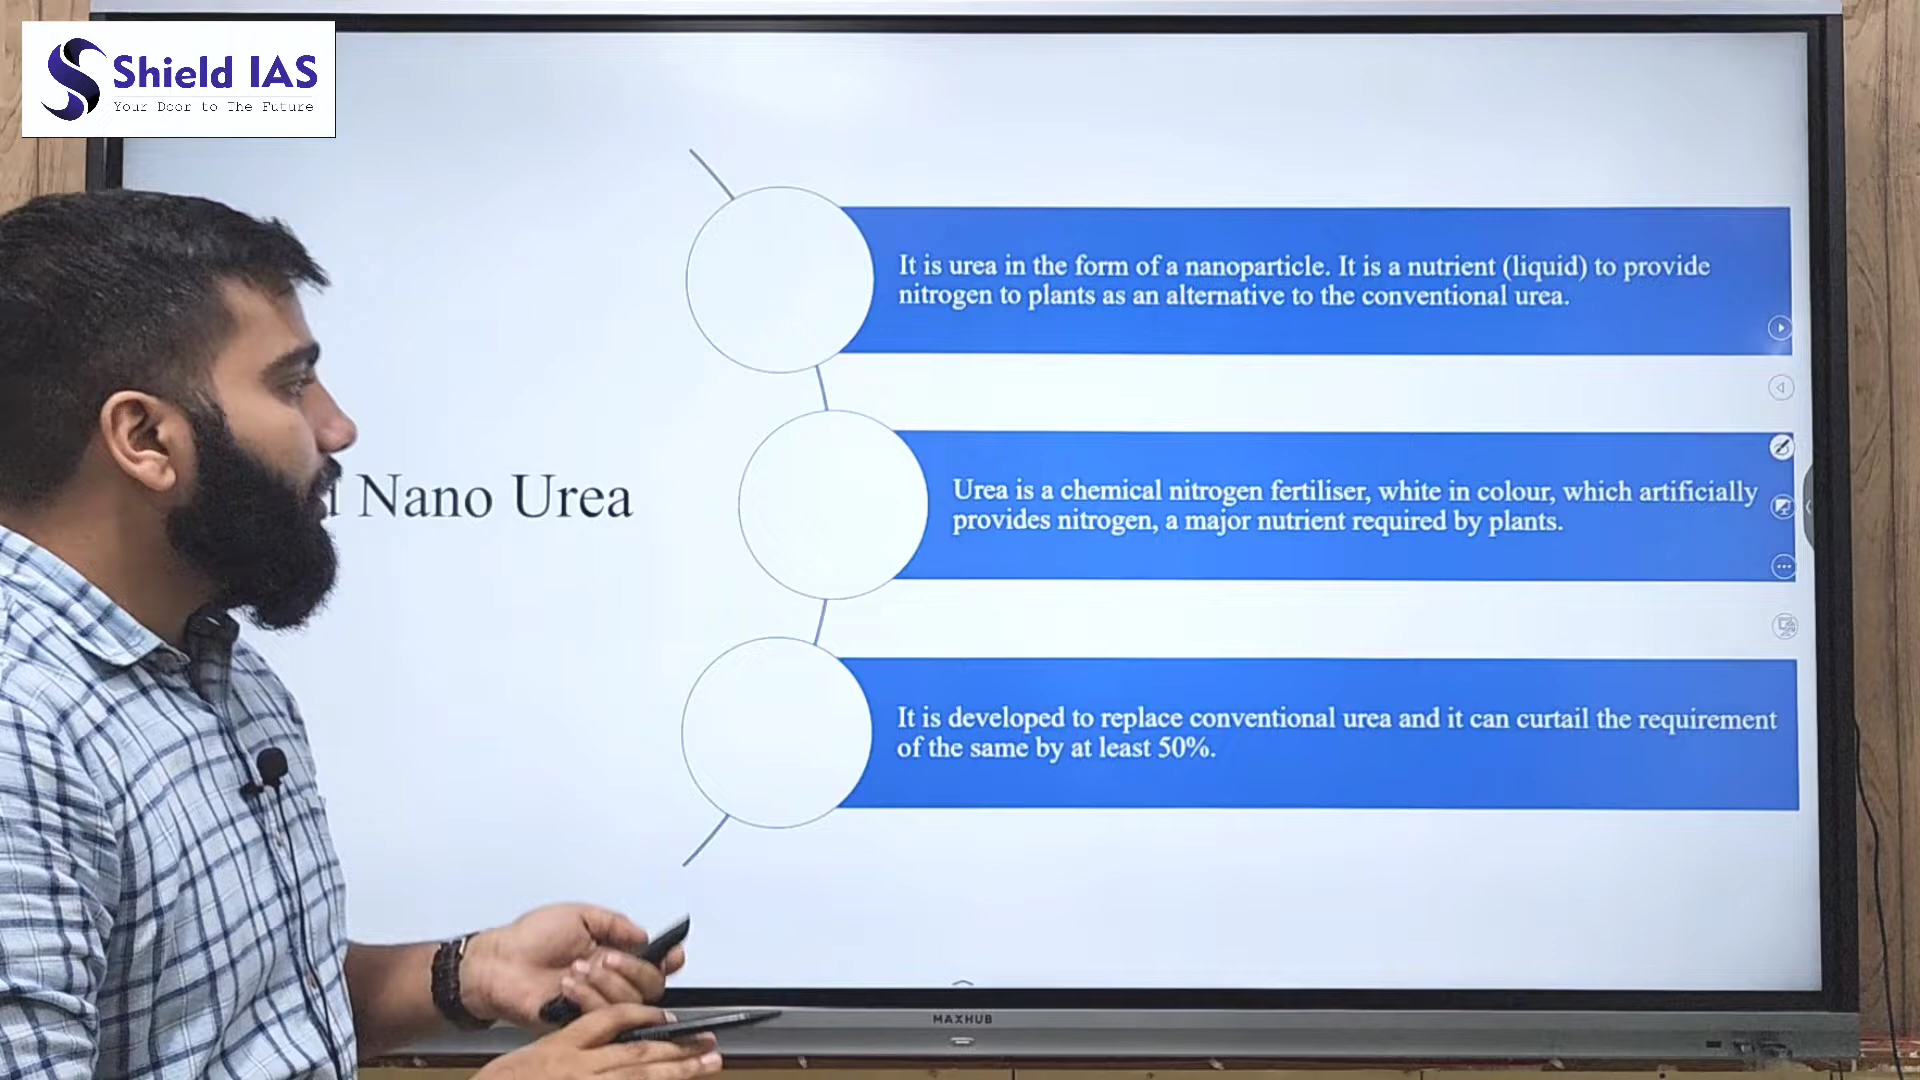 Shield IAS
Your Door to The Future
Nano Urea
It is urea in the form of a nanoparticle. It is a nutrient (liquid) to provide
nitrogen to plants as an alternative to the conventional urea.
Urea is a chemical nitrogen fertiliser, white in colour, which artificially
provides nitrogen, a major nutrient required by plants.
It is developed to replace conventional urea and it can curtail the requirement
of the same by at least 50%.
MAXHUB